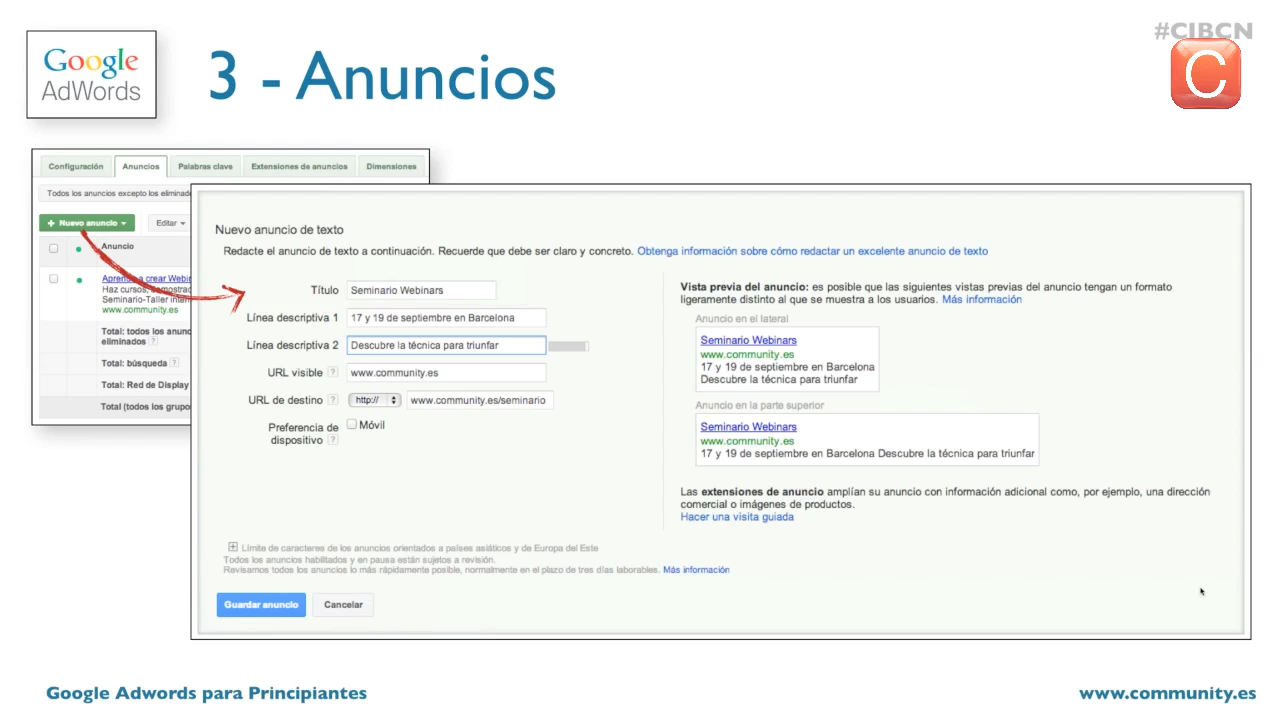 #CIBCN
Google
AdWords
3 - Anuncios
C
Configuración Anuncios Palabras clave Extensiones de anuncios Dimensiones
Todos los anuncios excepto los eliminad
+ Nuevo anuncio Editar
Anuncio
Aprende a crear Webin
Haz cursos, demostrac
Seminario-Taller inten
www.community.es
Total: todos los anunc
eliminados ?
Total: búsqueda ?
Total: Red de Display
Total (todos los grupo
Nuevo anuncio de texto
Redacte el anuncio de texto a continuación. Recuerde que debe ser claro y concreto. Obtenga información sobre cómo redactar un excelente anuncio de texto
Título Seminario Webinars
Línea descriptiva 1 17 y 19 de septiembre en Barcelona
Línea descriptiva 2 Descubre la técnica para triunfar
URL visible ? www.community.es
URL de destino ? http:// www.community.es/seminario
Preferencia de
dispositivo ?
Móvil
Vista previa del anuncio: es posible que las siguientes vistas previas del anuncio tengan un formato
ligeramente distinto al que se muestra a los usuarios. Más información
Anuncio en el lateral
Seminario Webinars
www.community.es
17 y 19 de septiembre en Barcelona
Descubre la técnica para triunfar
Anuncio en la parte superior
Seminario Webinars
www.community.es
17 y 19 de septiembre en Barcelona Descubre la técnica para triunfar
Las extensiones de anuncio amplían su anuncio con información adicional como, por ejemplo, una dirección
comercial o imágenes de productos.
Hacer una visita guiada
Límite de caracteres de los anuncios orientados a países asiáticos y de Europa del Este
Todos los anuncios habilitados y en pausa están sujetos a revisión.
Revisamos todos los anuncios lo más rápidamente posible, normalmente en el plazo de tres días laborables. Más información
Guardar anuncio Cancelar
Google Adwords para Principiantes
www.community.es